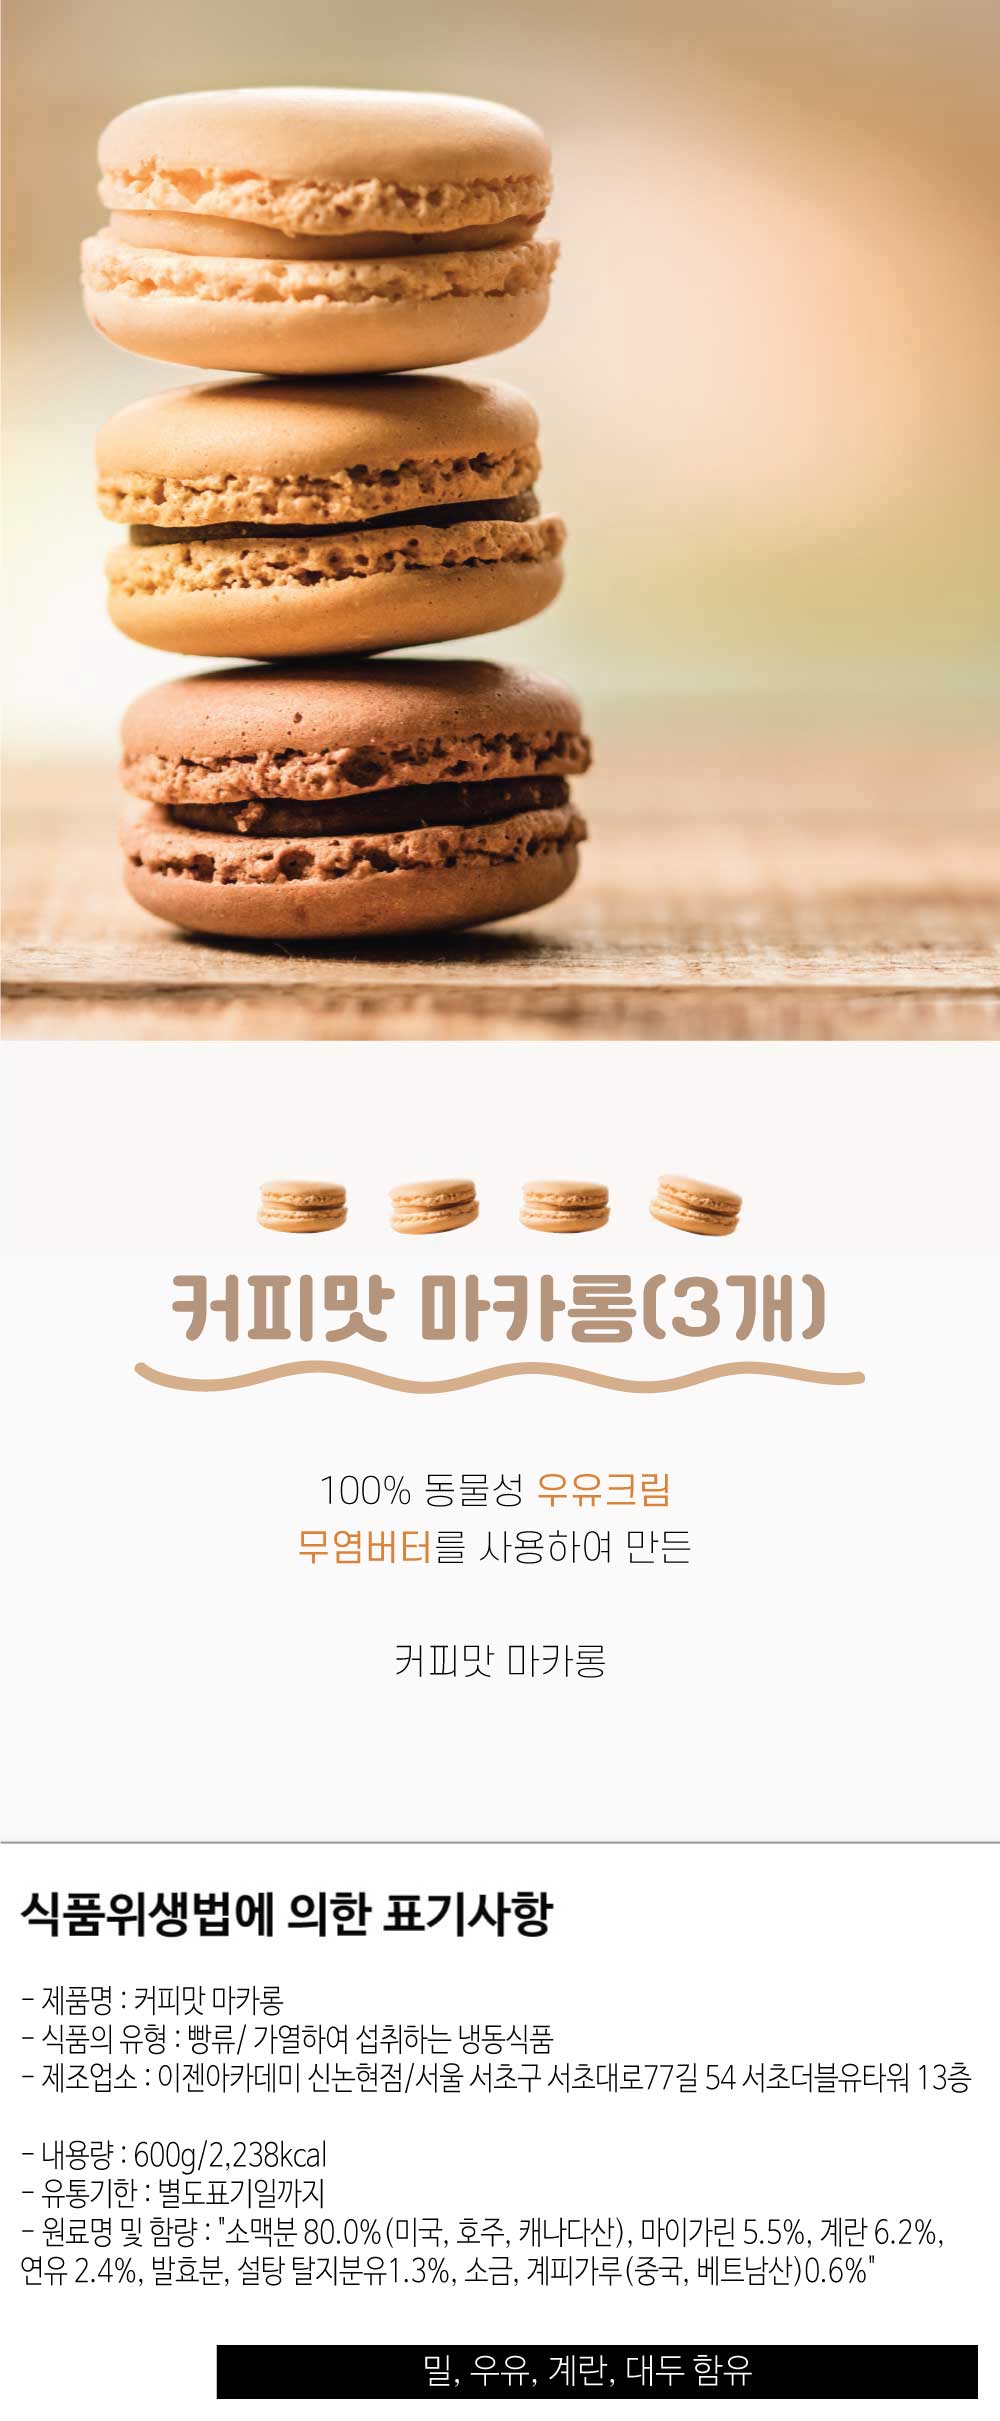 커피맛 마카롱(3개)
100% 동물성 우유크림
무염버터를 사용하여 만든
커피맛 마카롱
식품위생법에 의한 표기사항
- 제품명 : 커피맛 마카롱
- 식품의 유형 : 빵류/ 가열하여 섭취하는 냉동식품
- 제조업소 : 이젠아카데미 신논현점/서울 서초구 서초대로77길 54 서초더블유타워 13층
- 내용량 : 600g/2,238kcal
- 유통기한 : 별도표기일까지
- 원료명 및 함량 : "소맥분 80.0%(미국, 호주, 캐나다산), 마이가린 5.5%, 계란 6.2%,
연유 2.4%, 발효분, 설탕 탈지분유1.3%, 소금, 계피가루(중국, 베트남산)0.6%"
밀, 우유, 계란, 대두 함유